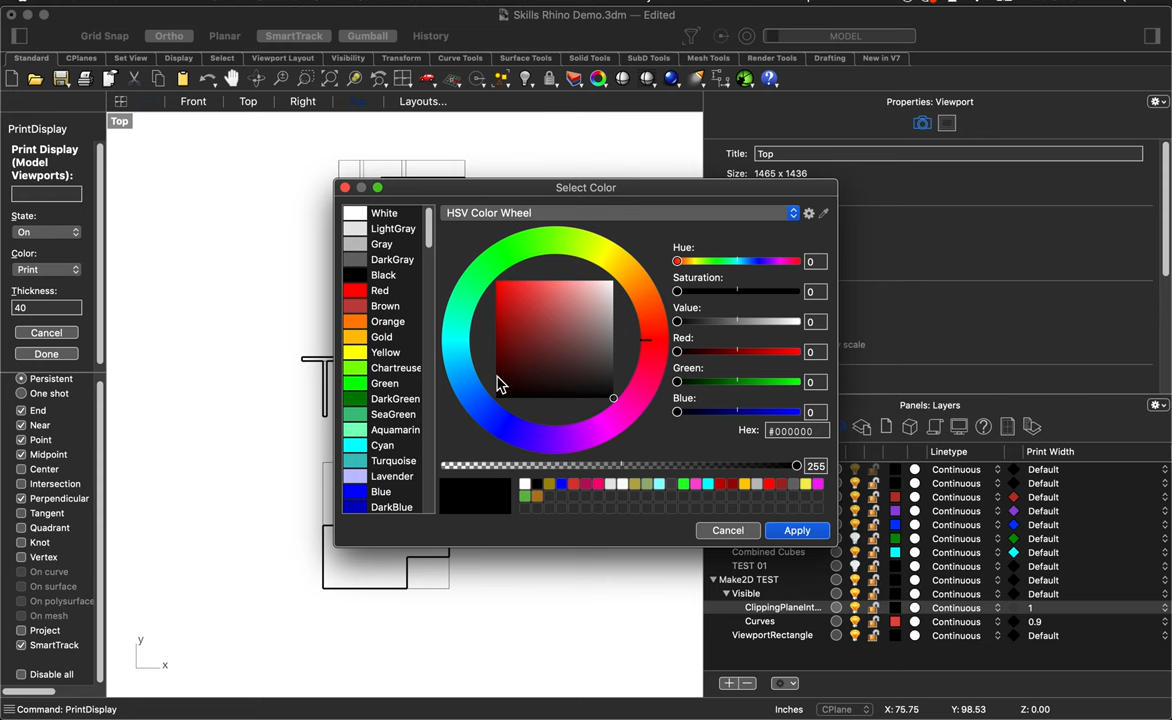 Skills Rhino Demo.3dm — Edited
Grid Snap Ortho Planar SmartTrack Gumball History MODEL
Standard CPlanes Set View Display Select Viewport Layout Visibility Transform Curve Tools Surface Tools Solid Tools SubD Tools Mesh Tools Render Tools Drafting New in V7
Front Top Right Top Layouts...
Top
PrintDisplay
Print Display
(Model
Viewports):
State:
On
Color:
Print
Thickness:
40
Cancel
Done
Persistent
One shot
End
Near
Point
Midpoint
Center
Intersection
Perpendicular
Tangent
Quadrant
Knot
Vertex
On curve
On surface
On polysurface
On mesh
Project
SmartTrack
Disable all
y
x
Select Color
White
LightGray
Gray
DarkGray
Black
Red
Brown
Orange
Gold
Yellow
Chartreuse
Green
DarkGreen
SeaGreen
Aquamarin
Cyan
Turquoise
Lavender
Blue
DarkBlue
HSV Color Wheel
Hue:
0
Saturation:
0
Value:
0
Red:
0
Green:
0
Blue:
0
Hex: #000000
255
Cancel Apply
Properties: Viewport
Title: Top
Size: 1465 x 1436
y scale
Panels: Layers
Linetype Print Width
Continuous Default
Continuous Default
Continuous Default
Continuous Default
Continuous Default
Continuous Default
Combined Cubes Continuous Default
TEST 01 Continuous Default
Make2D TEST Continuous Default
Visible Continuous Default
ClippingPlaneInt... Continuous 1
Curves Continuous 0.9
ViewportRectangle Continuous Default
Command: PrintDisplay
Inches CPlane X: 75.75 Y: 98.53 Z: 0.00